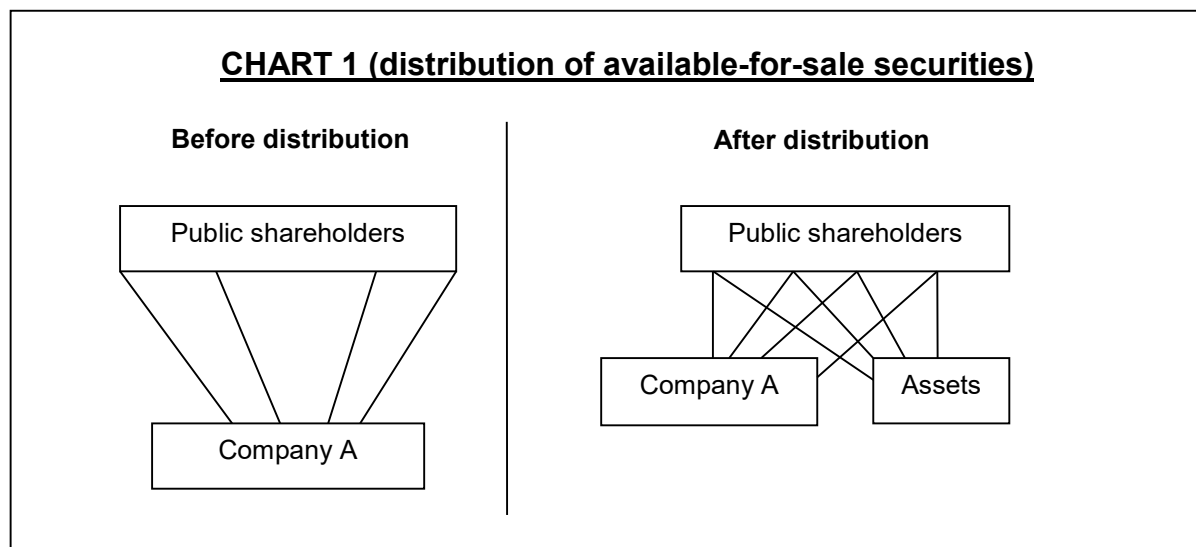 CHART 1 (distribution of available-for-sale securities)
Before distribution
Public shareholders
Company A
After distribution
Public shareholders
Company A
Assets